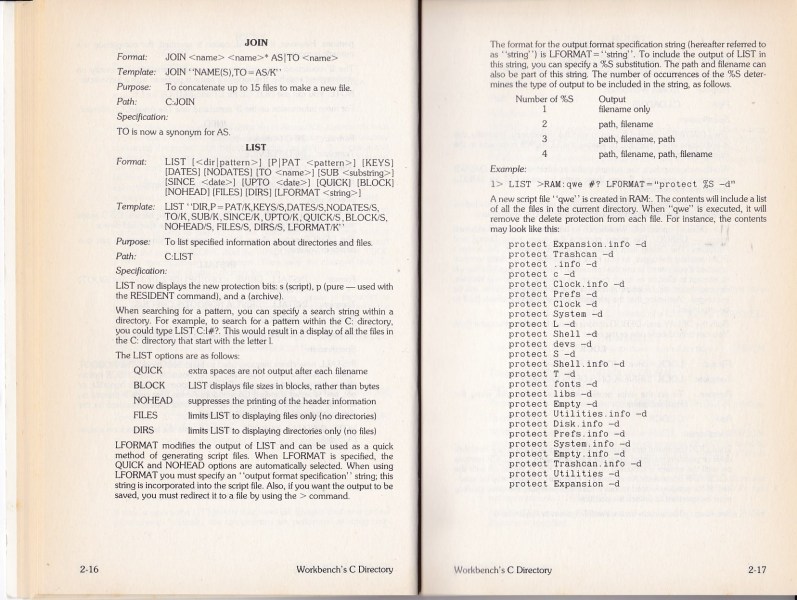 JOIN
Format: JOIN <name> <name>* AS|TO <name>
Template: JOIN "NAME(S),TO=AS/K"
Purpose: To concatenate up to 15 files to make a new file.
Path: C:JOIN
Specification:
TO is now a synonym for AS.
LIST
Format: LIST [<dir|pattern>] [P|PAT <pattern>] [KEYS]
[DATES] [NODATES] [TO <name>] [SUB <substring>]
[SINCE <date>] [UPTO <date>] [QUICK] [BLOCK]
[NOHEAD] [FILES] [DIRS] [LFORMAT <string>]
Template: LIST "DIR,P=PAT/K,KEYS/S,DATES/S,NODATES/S,
TO/K,SUB/K,SINCE/K,UPTO/K,QUICK/S,BLOCK/S,
NOHEAD/S, FILES/S, DIRS/S, LFORMAT/K"
Purpose: To list specified information about directories and files.
Path: C:LIST
Specification:
LIST now displays the new protection bits: s (script), p (pure — used with
the RESIDENT command), and a (archive).
When searching for a pattern, you can specify a search string within a
directory. For example, to search for a pattern within the C: directory,
you could type LIST C:l#?. This would result in a display of all the files in
the C: directory that start with the letter l.
The LIST options are as follows:
QUICK extra spaces are not output after each filename
BLOCK LIST displays file sizes in blocks, rather than bytes
NOHEAD suppresses the printing of the header information
FILES limits LIST to displaying files only (no directories)
DIRS limits LIST to displaying directories only (no files)
LFORMAT modifies the output of LIST and can be used as a quick
method of generating script files. When LFORMAT is specified, the
QUICK and NOHEAD options are automatically selected. When using
LFORMAT you must specify an "output format specification" string; this
string is incorporated into the script file. Also, if you want the output to be
saved, you must redirect it to a file by using the > command.
2-16 Workbench's C Directory
The format for the output format specification string (hereafter referred to
as "string") is LFORMAT="string". To include the output of LIST in
this string, you can specify a %S substitution. The path and filename can
also be part of this string. The number of occurrences of the %S deter-
mines the type of output to be included in the string, as follows.
Number of %S Output
1 filename only
2 path, filename
3 path, filename, path
4 path, filename, path, filename
Example:
1> LIST >RAM:qwe #? LFORMAT="protect %S -d"
A new script file "qwe" is created in RAM:. The contents will include a list
of all the files in the current directory. When "qwe" is executed, it will
remove the delete protection from each file. For instance, the contents
may look like this:
protect Expansion.info -d
protect Trashcan -d
protect .info -d
protect c -d
protect Clock.info -d
protect Prefs -d
protect Clock -d
protect System -d
protect L -d
protect Shell -d
protect devs -d
protect S -d
protect Shell.info -d
protect T -d
protect fonts -d
protect libs -d
protect Empty -d
protect Utilities.info -d
protect Disk.info -d
protect Prefs.info -d
protect System.info -d
protect Empty.info -d
protect Trashcan.info -d
protect Utilities -d
protect Expansion -d
Workbench's C Directory 2-17